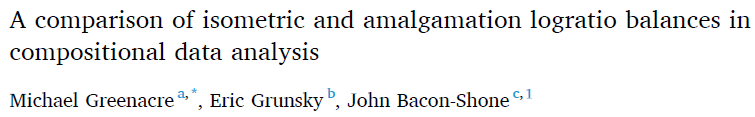 A comparison of isometric and amalgamation logratio balances in
compositional data analysis
Michael Greenacre a,*, Eric Grunsky b, John Bacon-Shone c,1